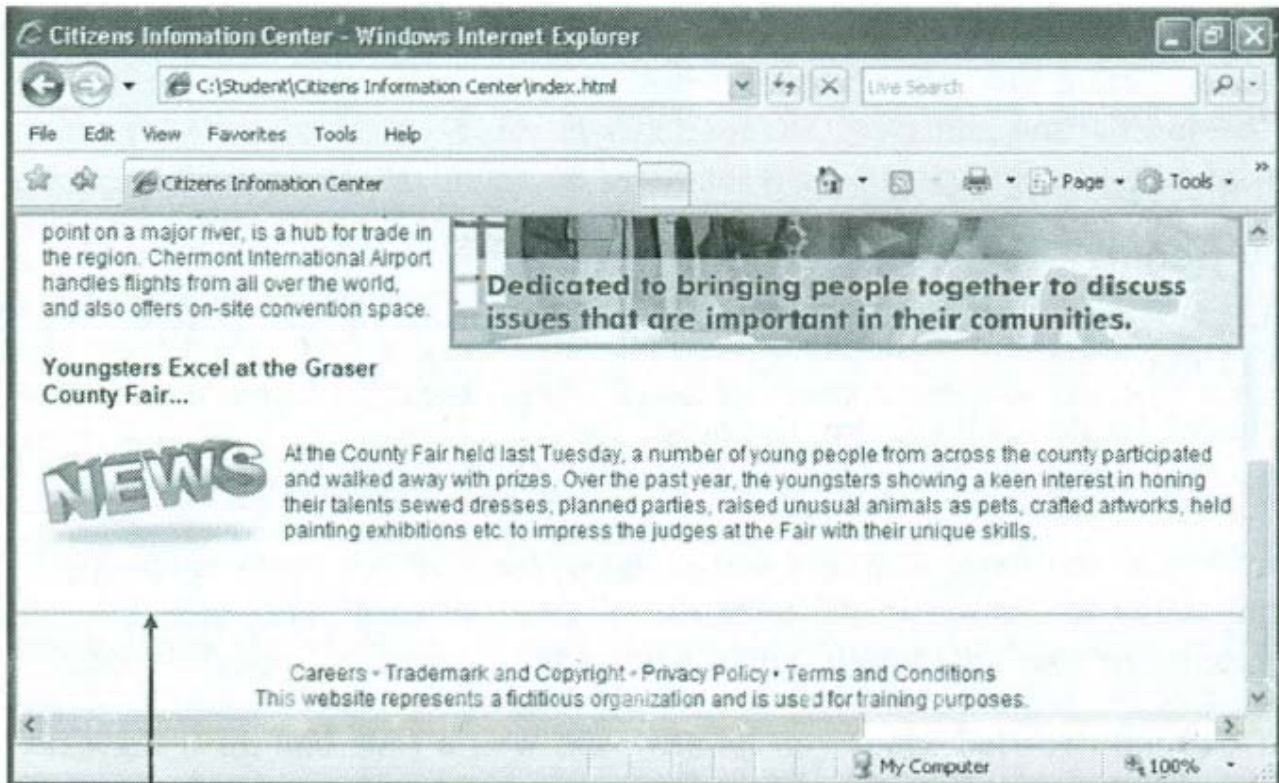 Citizens Infomation Center - Windows Internet Explorer
C:\Student\Citizens Information Center\index.html
Live Search
File Edit View Favorites Tools Help
Citizens Infomation Center
Page Tools »
point on a major river, is a hub for trade in
the region. Chermont International Airport
handles flights from all over the world,
and also offers on-site convention space.
Dedicated to bringing people together to discuss
issues that are important in their comunities.
Youngsters Excel at the Graser
County Fair...
NEWS
At the County Fair held last Tuesday, a number of young people from across the county participated
and walked away with prizes. Over the past year, the youngsters showing a keen interest in honing
their talents sewed dresses, planned parties, raised unusual animals as pets, crafted artworks, held
painting exhibitions etc. to impress the judges at the Fair with their unique skills.
Careers • Trademark and Copyright • Privacy Policy • Terms and Conditions
This website represents a fictitious organization and is used for training purposes.
My Computer
100%